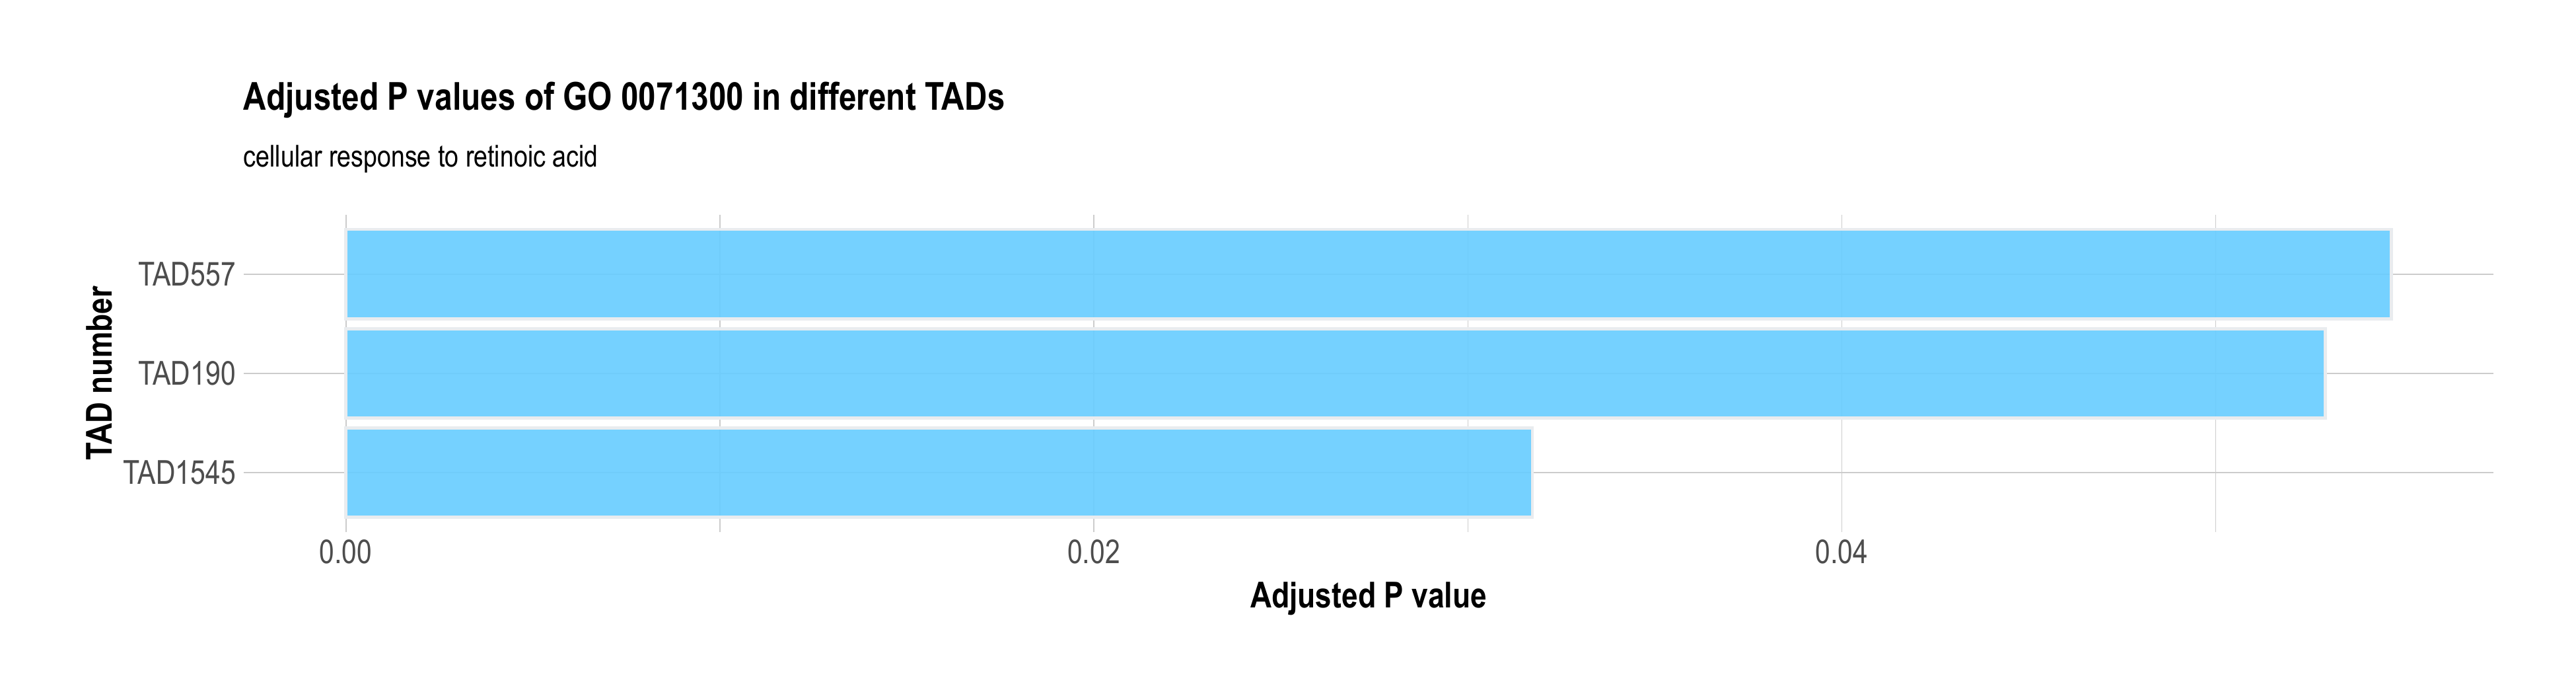 Adjusted P values of GO 0071300 in different TADs
cellular response to retinoic acid
TAD number
TAD557
TAD190
TAD1545
0.00 0.02 0.04
Adjusted P value